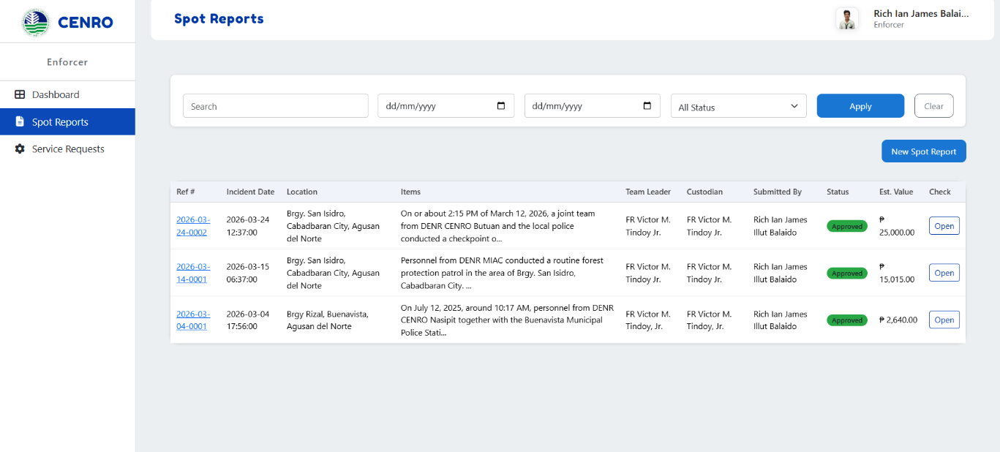 CENRO
Spot Reports
Rich Ian James Balai...
Enforcer
Enforcer
Dashboard
Spot Reports
Service Requests
Search
dd/mm/yyyy
dd/mm/yyyy
All Status
Apply
Clear
New Spot Report
Ref # Incident Date Location Items Team Leader Custodian Submitted By Status Est. Value Check
2026-03-24-0002
2026-03-24
12:37:00
Brgy. San Isidro,
Cabadbaran City, Agusan
del Norte
On or about 2:15 PM of March 12, 2026, a joint team
from DENR CENRO Butuan and the local police
conducted a checkpoint o...
FR Victor M.
Tindoy Jr.
FR Victor M.
Tindoy Jr.
Rich Ian James
Illut Balaido
Approved
₱
25,000.00
Open
2026-03-
14-0001
2026-03-15
06:37:00
Brgy. San Isidro,
Cabadbaran City, Agusan
del Norte
Personnel from DENR MIAC conducted a routine forest
protection patrol in the area of Brgy. San Isidro,
Cabadbaran City. ...
FR Victor M.
Tindoy Jr.
FR Victor M.
Tindoy Jr.
Rich Ian James
Illut Balaido
Approved
₱
15,015.00
Open
2026-03-
04-0001
2026-03-04
17:56:00
Brgy Rizal, Buenavista,
Agusan del Norte
On July 12, 2025, around 10:17 AM, personnel from DENR
CENRO Nasipit together with the Buenavista Municipal
Police Stati...
FR Victor M.
Tindoy, Jr.
FR Victor M.
Tindoy, Jr.
Rich Ian James
Illut Balaido
Approved
₱ 2,640.00
Open